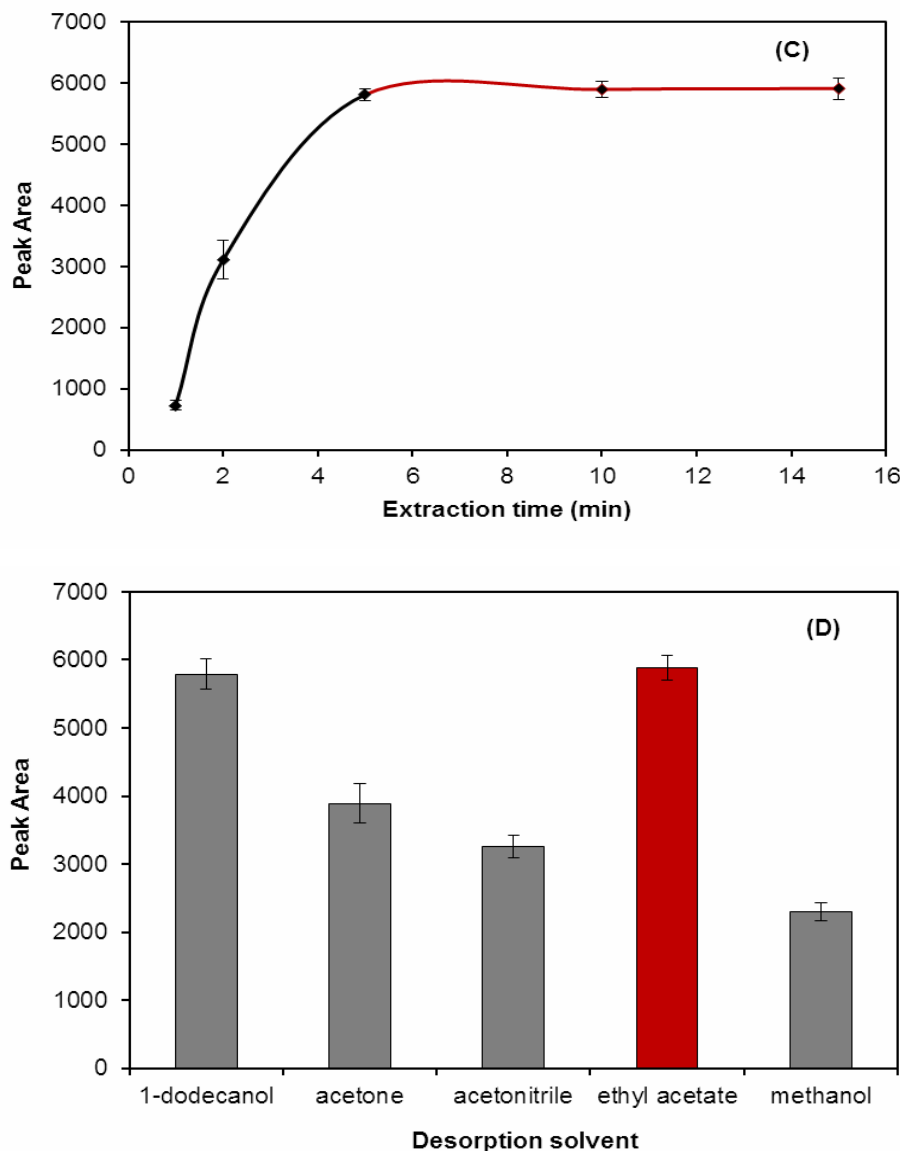 7000
(C)
6000
5000
4000
3000
2000
1000
0
Peak Area
0 2 4 6 8 10 12 14 16
Extraction time (min)
7000
(D)
6000
5000
4000
3000
2000
1000
0
Peak Area
1-dodecanol acetone acetonitrile ethyl acetate methanol
Desorption solvent